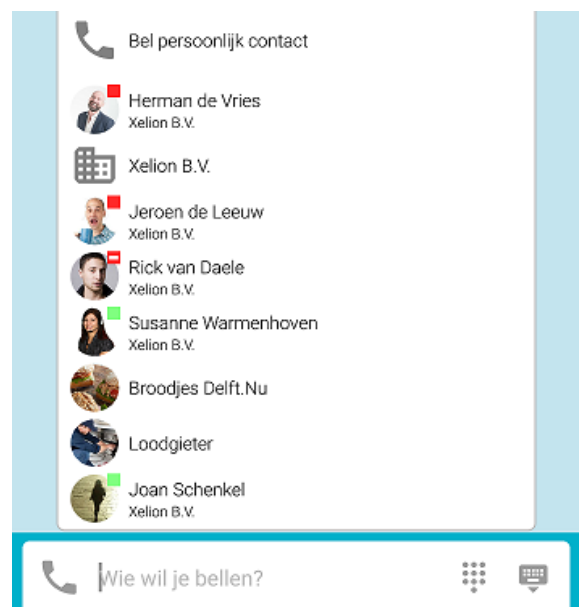 Bel persoonlijk contact
Herman de Vries
Xelion B.V.
Xelion B.V.
Jeroen de Leeuw
Xelion B.V.
Rick van Daele
Xelion B.V.
Susanne Warmenhoven
Xelion B.V.
Broodjes Delft.Nu
Loodgieter
Joan Schenkel
Xelion B.V.
Wie wil je bellen?